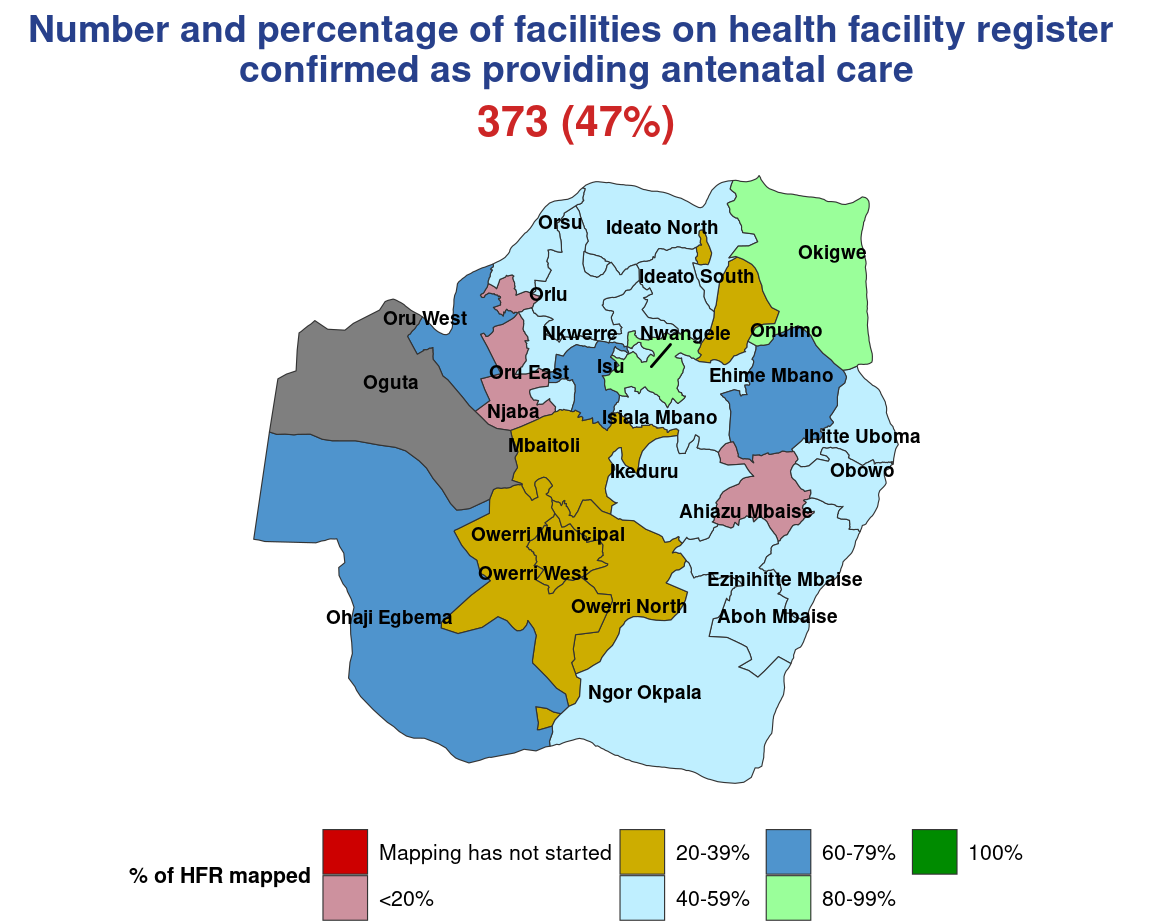 Number and percentage of facilities on health facility register
confirmed as providing antenatal care
373 (47%)
Orsu
Ideato North
Okigwe
Ideato South
Orlu
Oru West
Nkwerre
Nwangele
Onuimo
Isu
Oru East
Ehime Mbano
Oguta
Njaba
Isiala Mbano
Ihitte Uboma
Mbaitoli
Ikeduru
Obowo
Ahiazu Mbaise
Owerri Municipal
Owerri West
Ezinihitte Mbaise
Owerri North
Ohaji Egbema
Aboh Mbaise
Ngor Okpala
% of HFR mapped
Mapping has not started
<20%
20-39%
40-59%
60-79%
80-99%
100%